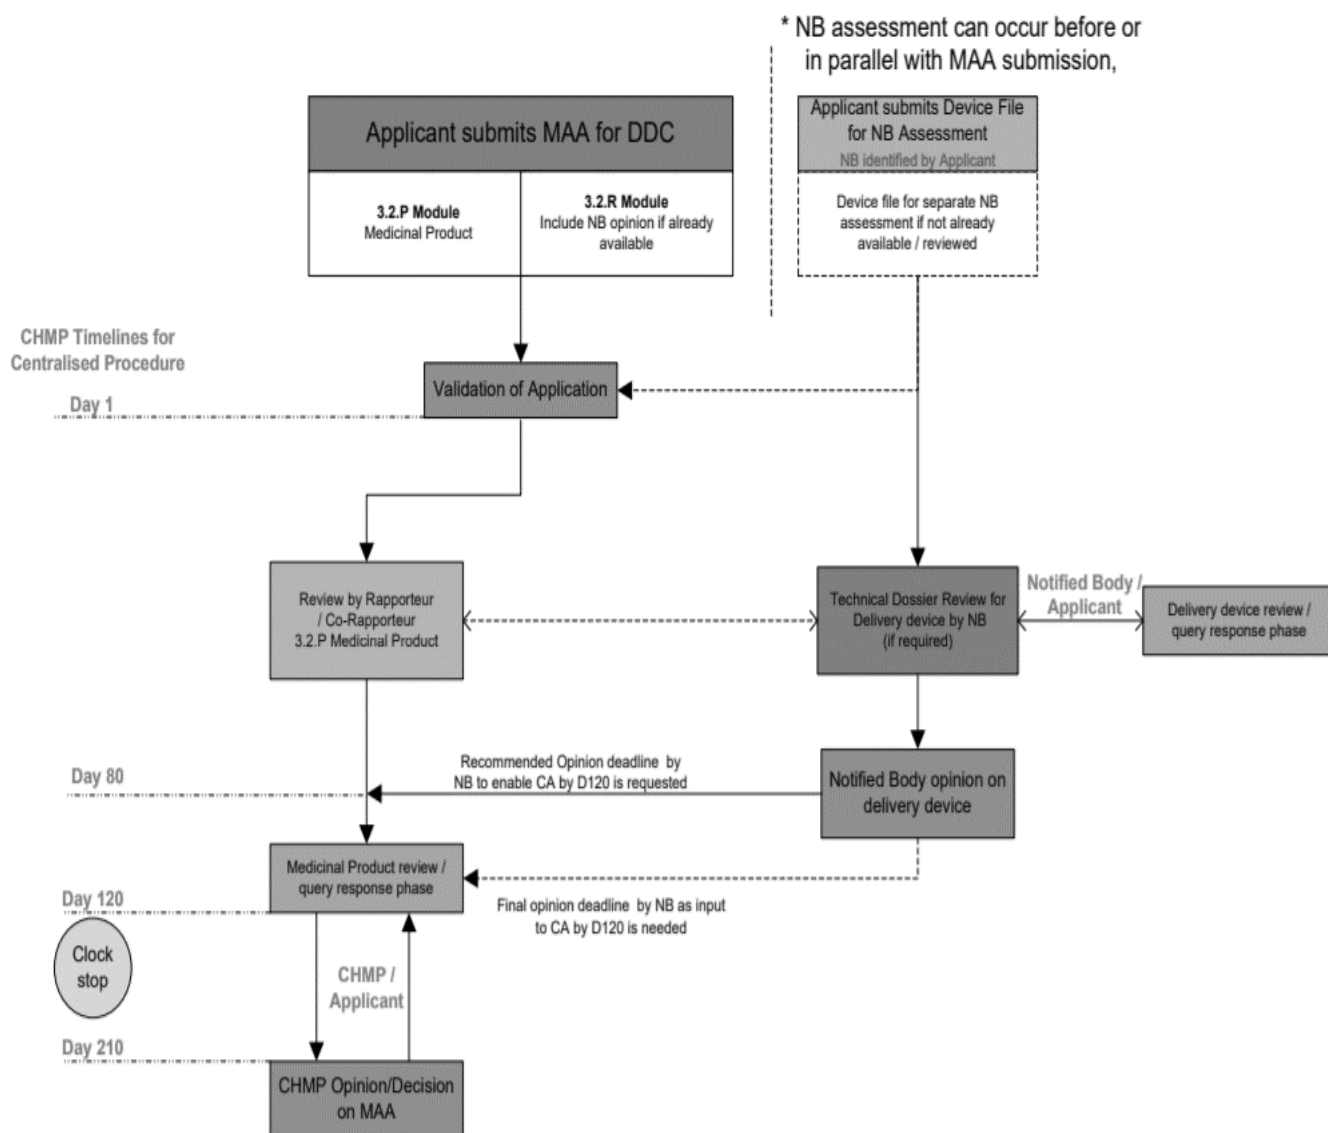 * NB assessment can occur before or
in parallel with MAA submission,
Applicant submits MAA for DDC
3.2.P Module
Medicinal Product
3.2.R Module
Include NB opinion if already
available
Applicant submits Device File
for NB Assessment
NB identified by Applicant
Device file for separate NB
assessment if not already
available / reviewed
CHMP Timelines for
Centralised Procedure
Day 1
Validation of Application
Review by Rapporteur
/ Co-Rapporteur
3.2.P Medicinal Product
Technical Dossier Review for
Delivery device by NB
(if required)
Notified Body /
Applicant
Delivery device review /
query response phase
Day 80
Recommended Opinion deadline by
NB to enable CA by D120 is requested
Notified Body opinion on
delivery device
Medicinal Product review /
query response phase
Day 120
Final opinion deadline by NB as input
to CA by D120 is needed
Clock
stop
CHMP /
Applicant
Day 210
CHMP Opinion/Decision
on MAA